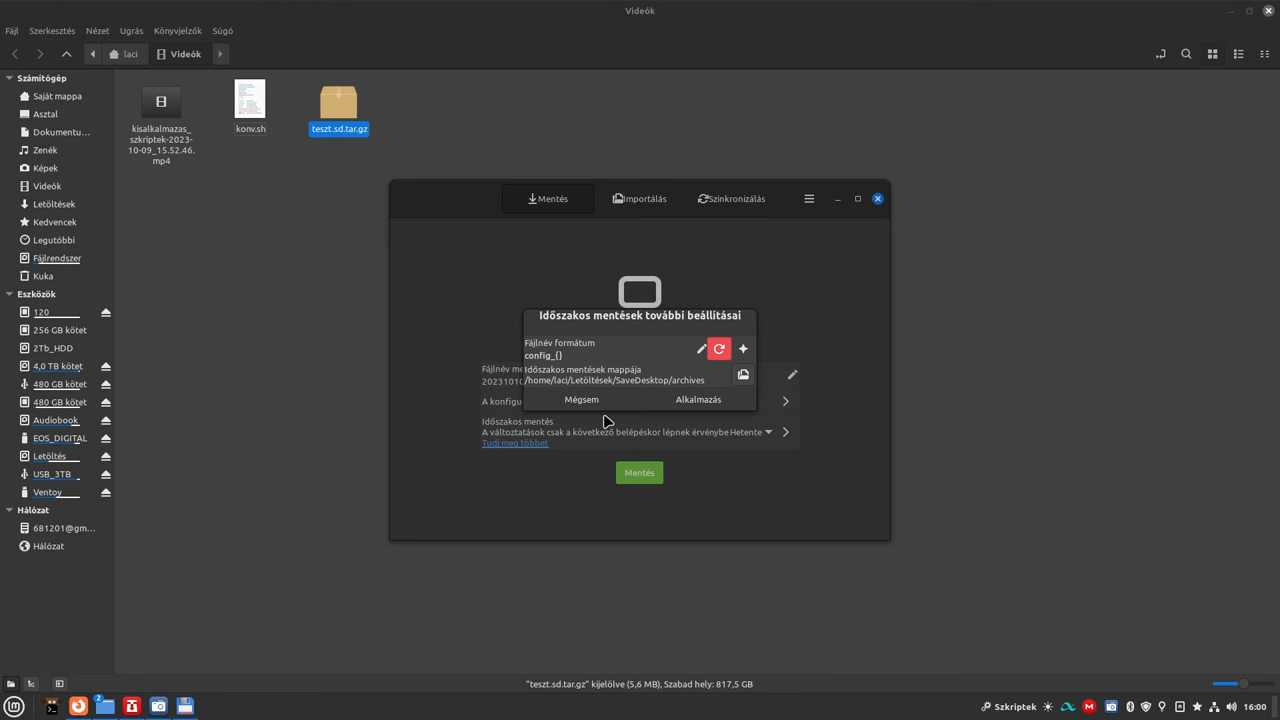 Videók
Fájl Szerkesztés Nézet Ugrás Könyvjelzők Súgó
laci Videók
Számítógép
Saját mappa
Asztal
Dokumentu...
Zenék
Képek
Videók
Letöltések
Kedvencek
Legutóbbi
Fájlrendszer
Kuka
Eszközök
120
256 GB kötet
2Tb_HDD
4,0 TB kötet
480 GB kötet
480 GB kötet
Audiobook
EOS_DIGITAL
Letöltés
USB_3TB
Ventoy
Hálózat
681201@gm...
Hálózat
kisalkalmazas_
szkriptek-2023-
10-09_15.52.46.
mp4
konv.sh
teszt.sd.tar.gz
Mentés Importálás Szinkronizálás
Időszakos mentések további beállításai
Fájlnév formátum
config_{}
Időszakos mentések mappája
/home/laci/Letöltések/SaveDesktop/archives
Mégsem Alkalmazás
Fájlnév me
2023101
A konfigu
Időszakos mentés
A változtatások csak a következő belépéskor lépnek érvénybe Hetente
Tudj meg többet
Mentés
"teszt.sd.tar.gz" kijelölve (5,6 MB), Szabad hely: 817,5 GB
2
Szkriptek
16:00